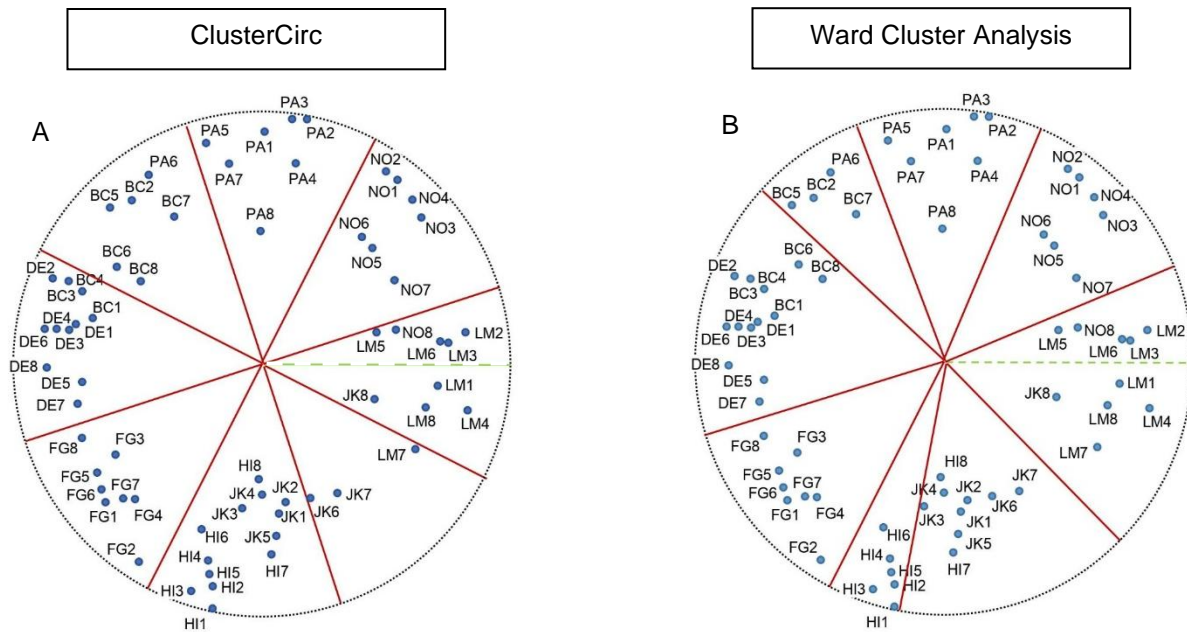 ClusterCirc
Ward Cluster Analysis
A
PA3
PA2
PA5
PA1
PA6
PA7
PA4
NO2
NO1
NO4
BC5
BC2
BC7
NO3
PA8
NO6
NO5
BC6
DE2
BC4
BC8
NO7
BC3
BC1
DE4
DE1
DE6
DE3
NO8
LM2
LM5
LM6
LM3
DE8
DE5
LM1
JK8
DE7
LM8
LM4
FG8
FG3
LM7
FG5
HI8
FG6
FG7
JK4
JK2
JK7
FG1
FG4
JK3
JK1
JK6
HI6
JK5
FG2
HI4
HI7
HI5
HI3
HI2
HI1
B
PA3
PA2
PA5
PA1
PA6
PA7
PA4
NO2
NO1
NO4
BC5
BC2
BC7
NO3
PA8
NO6
NO5
BC6
DE2
BC4
BC8
NO7
BC3
BC1
DE4
DE1
DE6
DE3
NO8
LM2
LM5
LM6
LM3
DE8
DE5
LM1
JK8
DE7
LM8
LM4
FG8
FG3
LM7
FG5
HI8
FG6
FG7
JK4
JK2
JK7
FG1
FG4
JK3
JK1
JK6
HI6
JK5
FG2
HI4
HI7
HI5
HI3
HI2
HI1